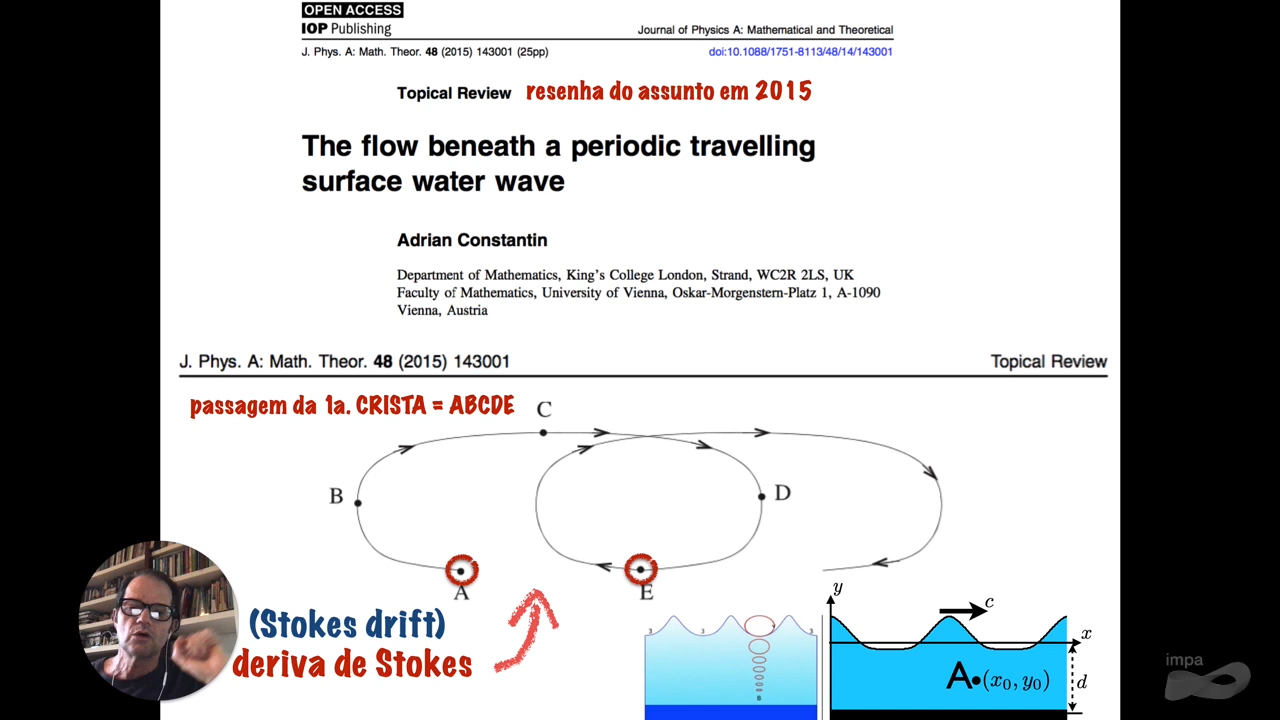 OPEN ACCESS
IOP Publishing
Journal of Physics A: Mathematical and Theoretical
J. Phys. A: Math. Theor. 48 (2015) 143001 (25pp)
doi:10.1088/1751-8113/48/14/143001
Topical Review resenha do assunto em 2015
The flow beneath a periodic travelling
surface water wave
Adrian Constantin
Department of Mathematics, King's College London, Strand, WC2R 2LS, UK
Faculty of Mathematics, University of Vienna, Oskar-Morgenstern-Platz 1, A-1090
Vienna, Austria
J. Phys. A: Math. Theor. 48 (2015) 143001
Topical Review
passagem da 1a. CRISTA = ABCDE
C
B
D
A
E
(Stokes drift)
deriva de Stokes
3
3
3
3
y
c
x
A•(x₀, y₀)
d
impa